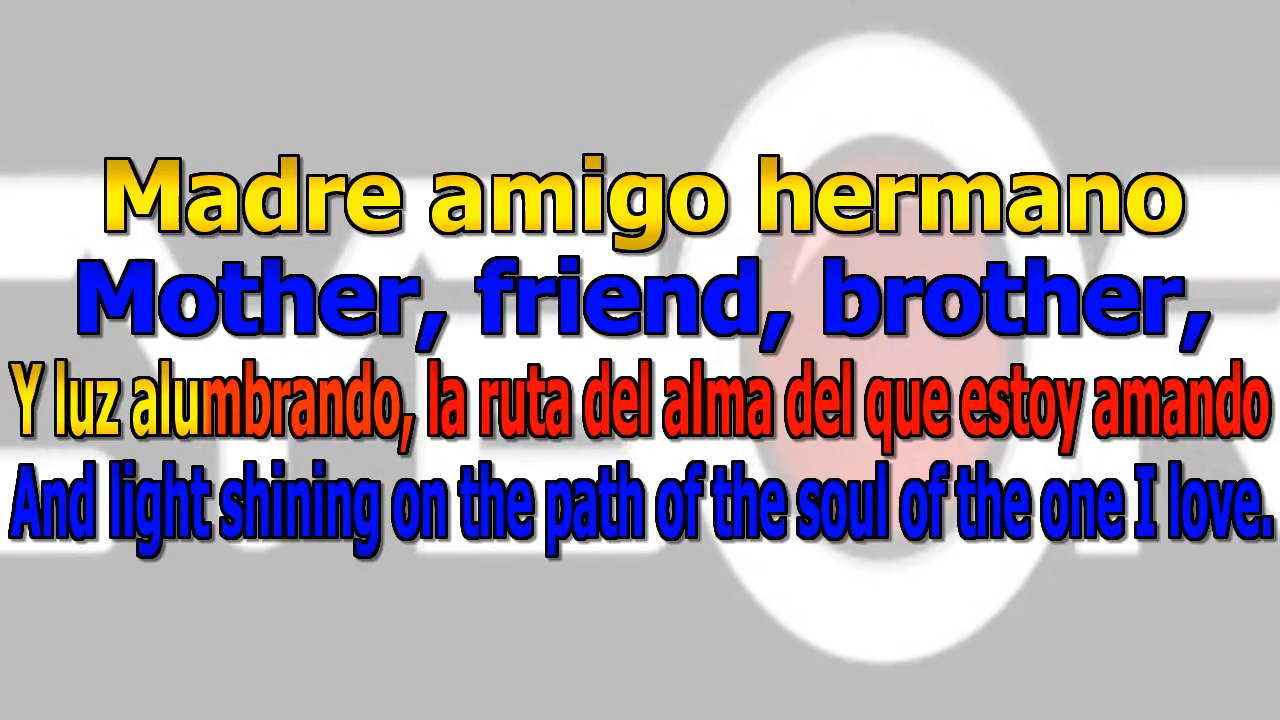 Madre amigo hermano
Mother, friend, brother,
Y luz alumbrando, la ruta del alma del que estoy amando
And light shining on the path of the soul of the one I love.